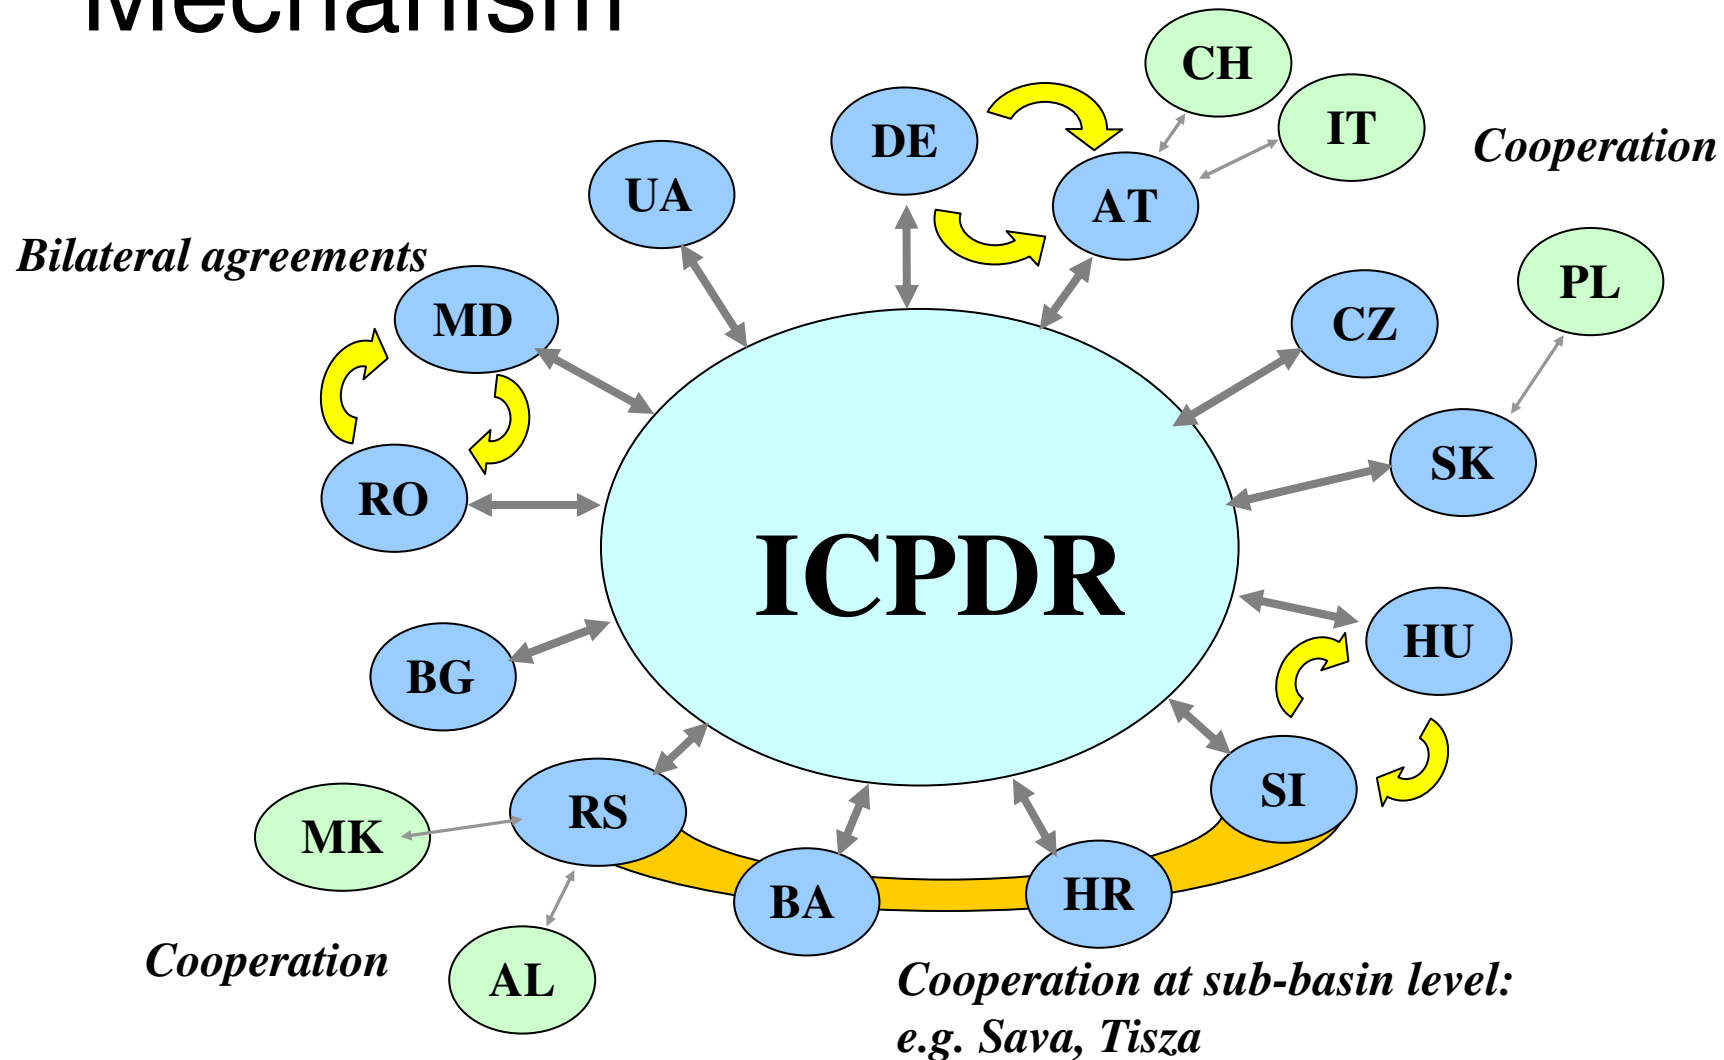 Mechanism
CH
IT
DE
Cooperation
UA
AT
Bilateral agreements
PL
MD
CZ
SK
RO
ICPDR
HU
BG
SI
RS
MK
BA
HR
Cooperation
AL
Cooperation at sub-basin level:
e.g. Sava, Tisza